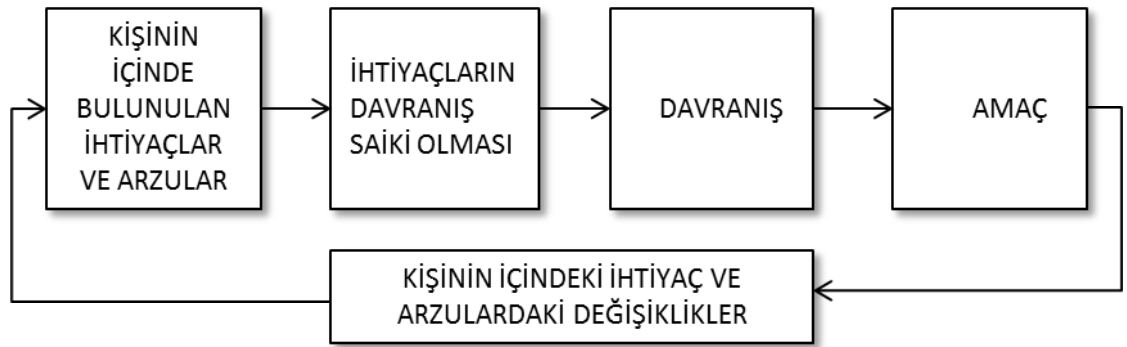 KİŞİNİN
İÇİNDE
BULUNULAN
İHTİYAÇLAR
VE ARZULAR
İHTİYAÇLARIN
DAVRANIŞ
SAİKİ OLMASI
DAVRANIŞ
AMAÇ
KİŞİNİN İÇİNDEKİ İHTİYAÇ VE
ARZULARDAKİ DEĞİŞİKLİKLER